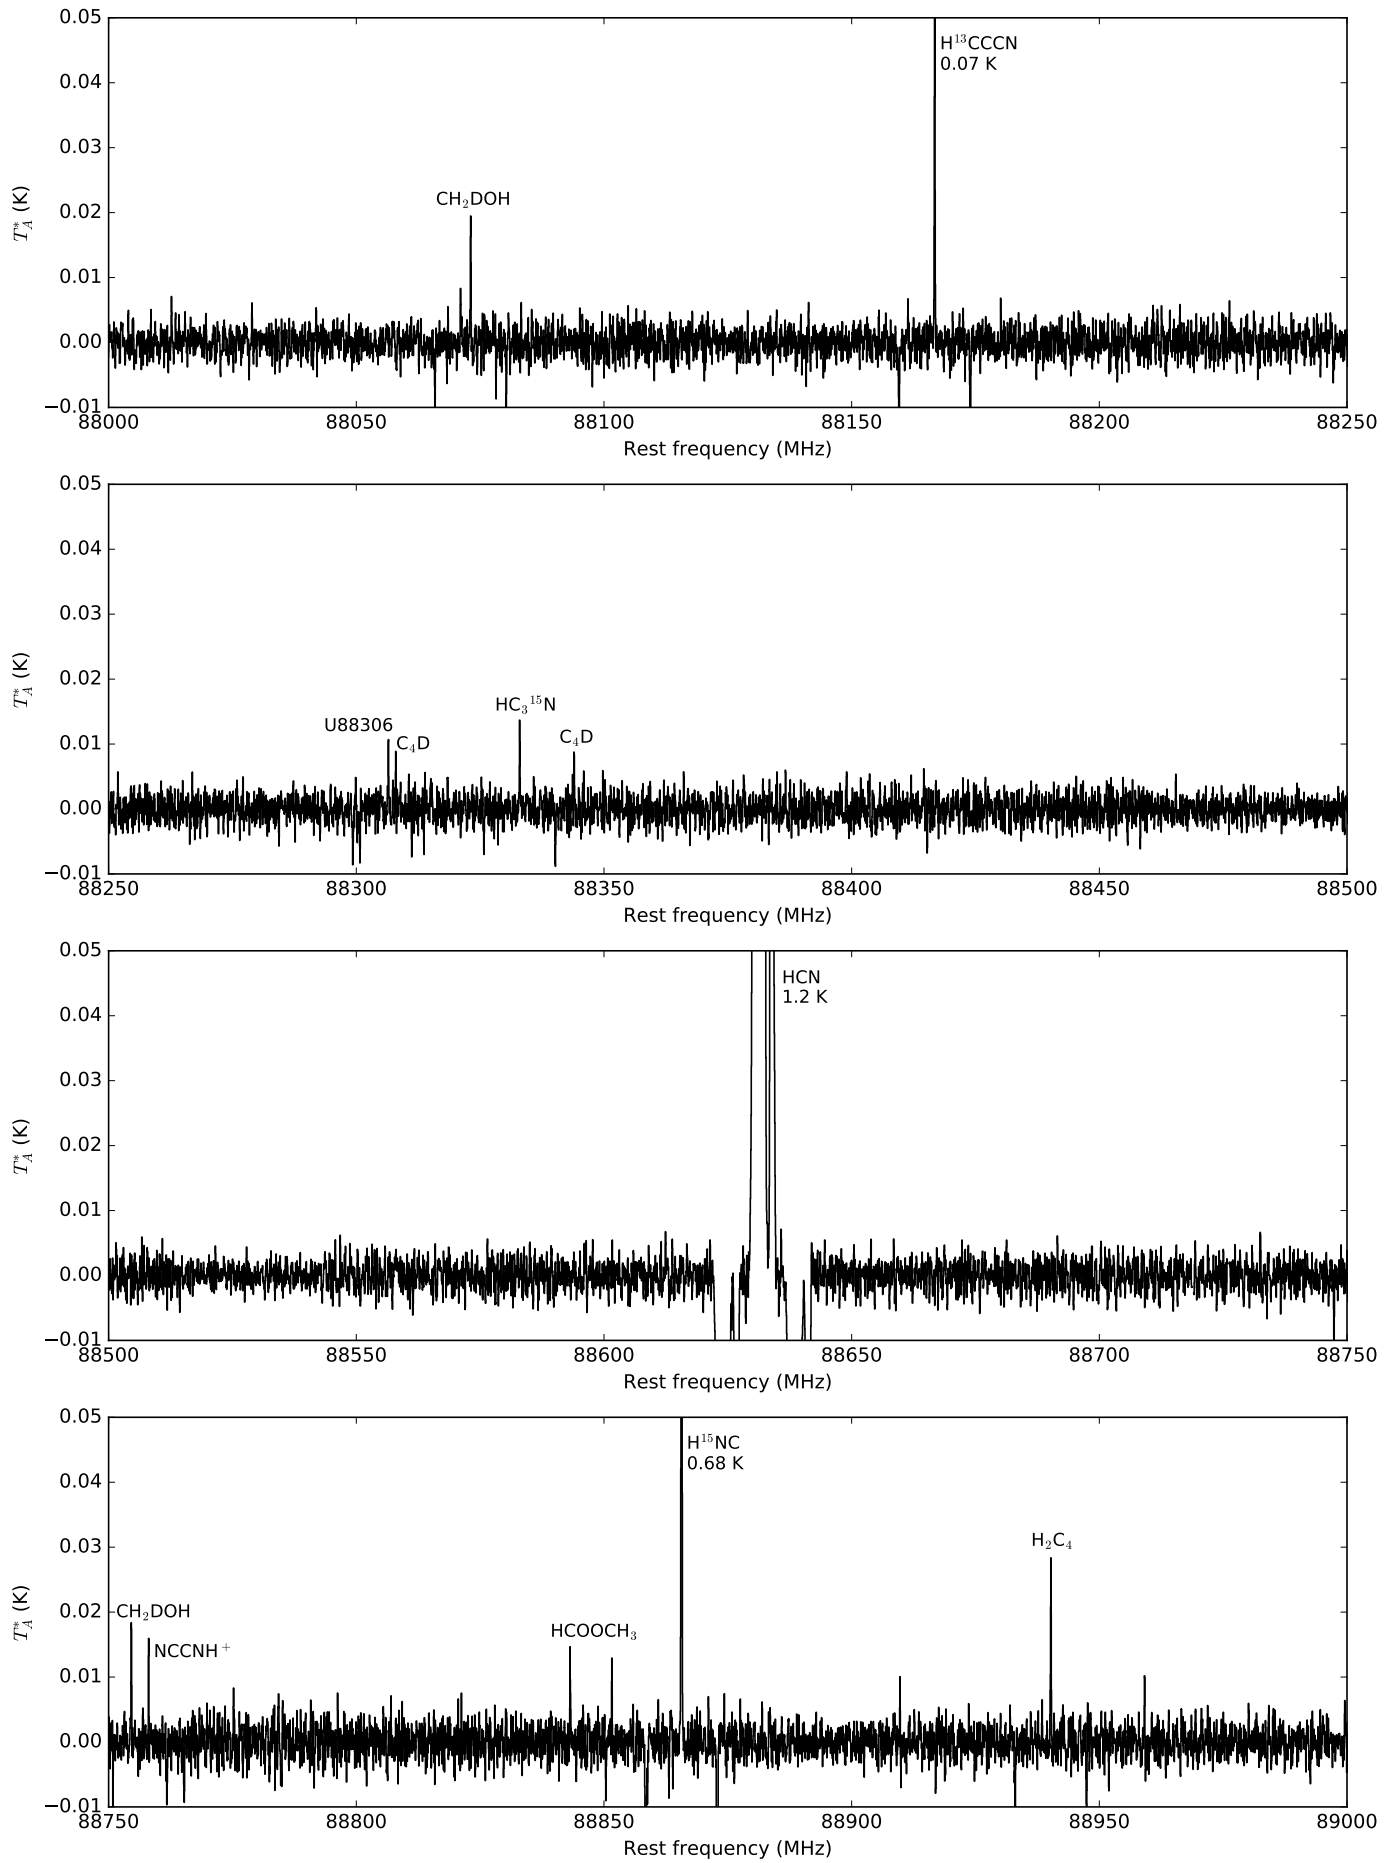 0.05
H¹³CCCN
0.07 K
0.04
0.03
CH₂DOH
0.02
T*A (K)
0.01
0.00
−0.01
88000 88050 88100 88150 88200 88250
Rest frequency (MHz)
0.05
0.04
0.03
0.02
T*A (K)
HC₃¹⁵N
U88306
C₄D
C₄D
0.01
0.00
−0.01
88250 88300 88350 88400 88450 88500
Rest frequency (MHz)
0.05
HCN
1.2 K
0.04
0.03
0.02
T*A (K)
0.01
0.00
−0.01
88500 88550 88600 88650 88700 88750
Rest frequency (MHz)
0.05
H¹⁵NC
0.68 K
0.04
0.03
H₂C₄
0.02
T*A (K)
CH₂DOH
HCOOCH₃
NCCNH⁺
0.01
0.00
−0.01
88750 88800 88850 88900 88950 89000
Rest frequency (MHz)